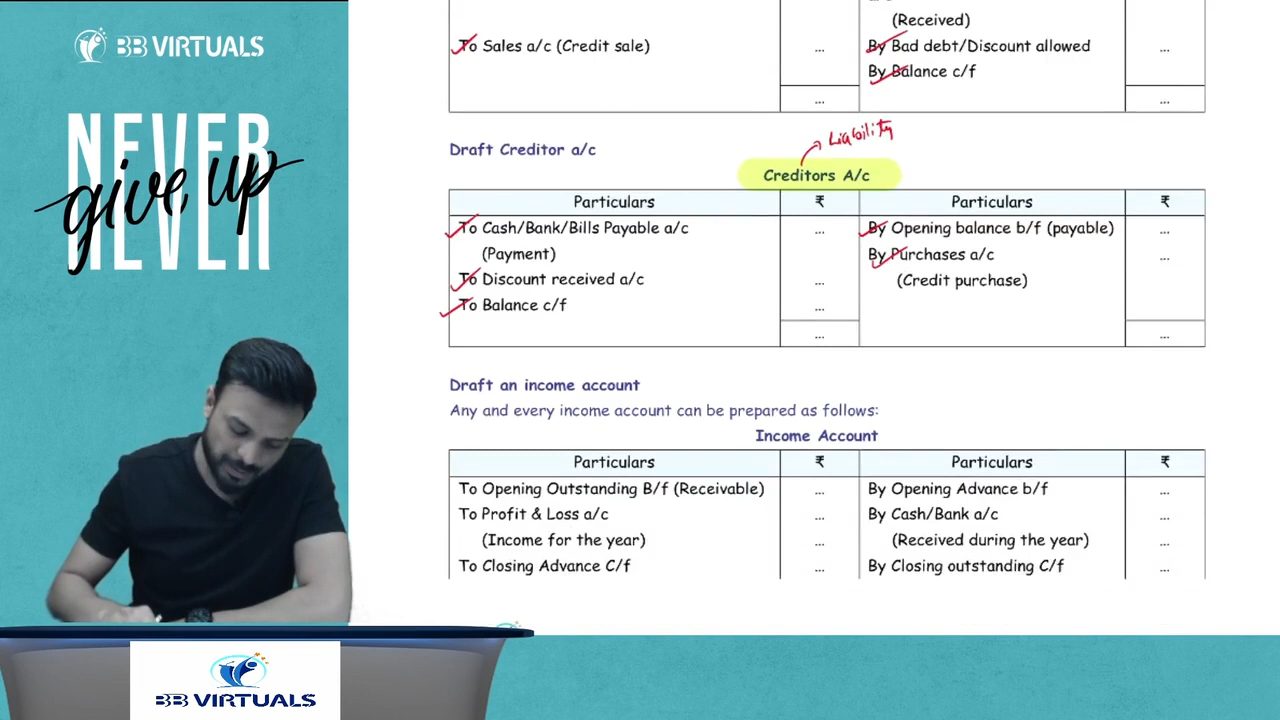 BB VIRTUALS
NEVER
give up
NEVER
(Received)
To Sales a/c (Credit sale) ... By Bad debt/Discount allowed ...
By Balance c/f
... ...
Liability
Draft Creditor a/c
Creditors A/c
Particulars ₹ Particulars ₹
To Cash/Bank/Bills Payable a/c ... By Opening balance b/f (payable) ...
(Payment) By Purchases a/c ...
To Discount received a/c ... (Credit purchase)
To Balance c/f ...
... ...
Draft an income account
Any and every income account can be prepared as follows:
Income Account
Particulars ₹ Particulars ₹
To Opening Outstanding B/f (Receivable) ... By Opening Advance b/f ...
To Profit & Loss a/c ... By Cash/Bank a/c ...
(Income for the year) ... (Received during the year) ...
To Closing Advance C/f ... By Closing outstanding C/f ...
BB VIRTUALS